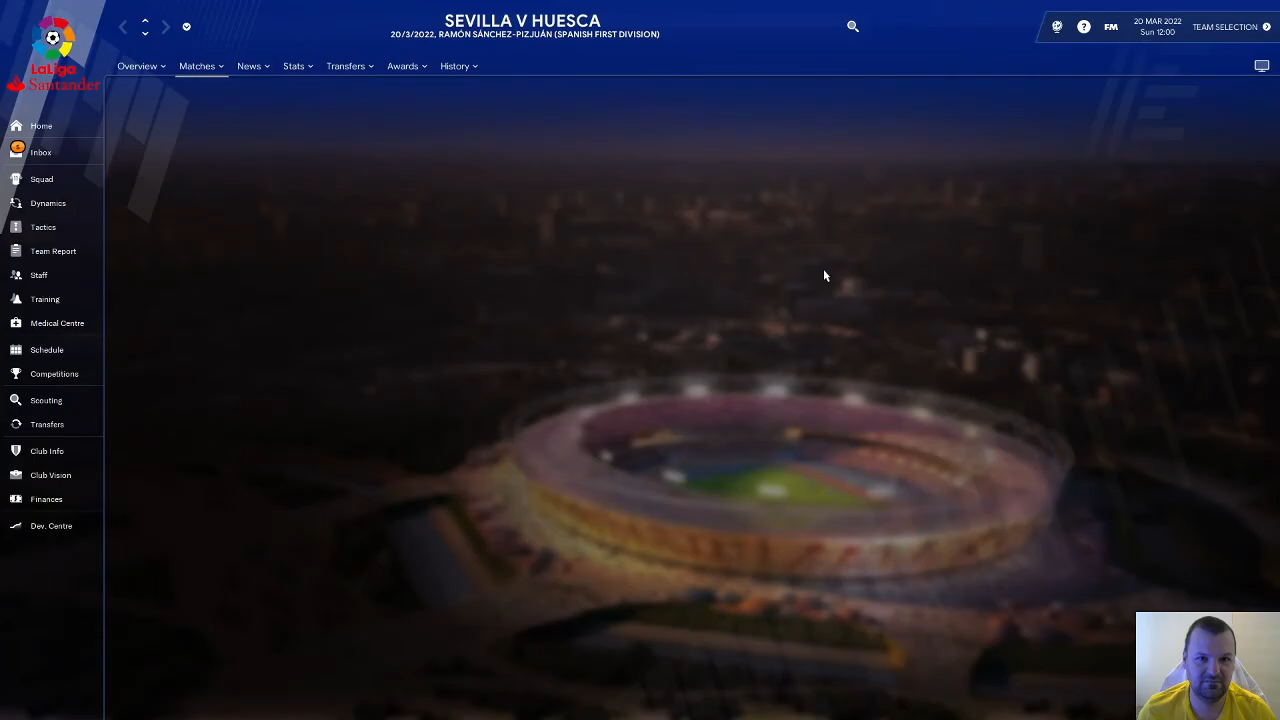 SEVILLA V HUESCA
20/3/2022, RAMÓN SÁNCHEZ-PIZJUÁN (SPANISH FIRST DIVISION)
FM
20 MAR 2022
Sun 12:00
TEAM SELECTION
LaLiga
Santander
Overview
Matches
News
Stats
Transfers
Awards
History
Home
Inbox
Squad
Dynamics
Tactics
Team Report
Staff
Training
Medical Centre
Schedule
Competitions
Scouting
Transfers
Club Info
Club Vision
Finances
Dev. Centre